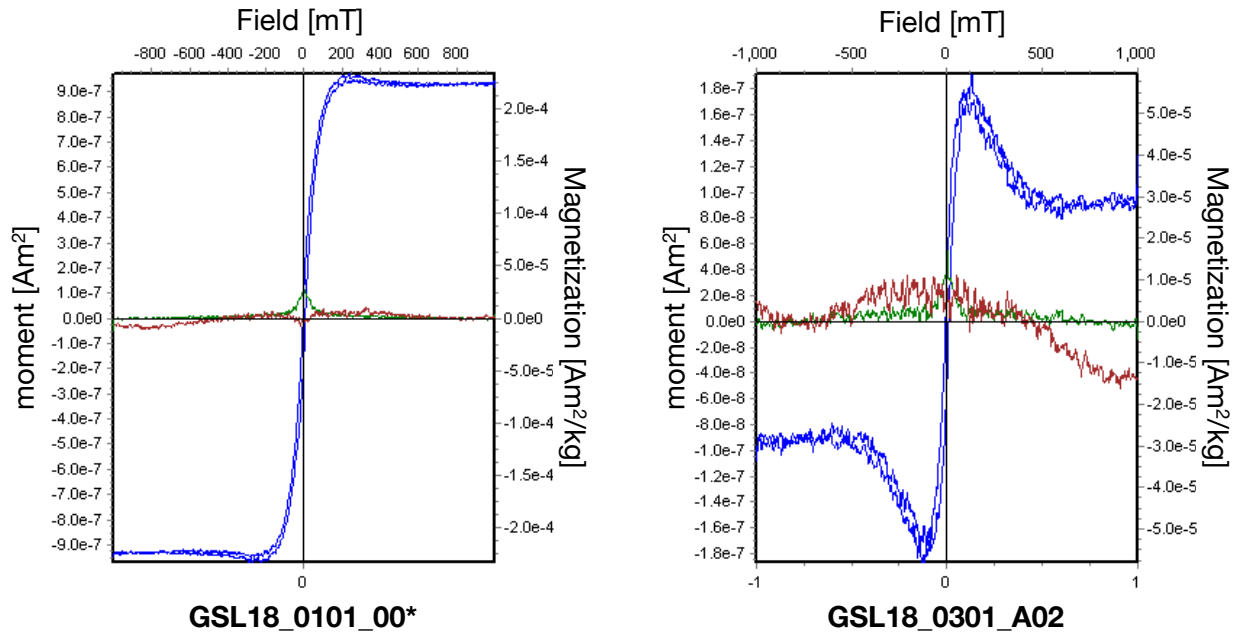 Field [mT]
-800 -600 -400 -200 0 200 400 600 800
9.0e-7
8.0e-7
7.0e-7
6.0e-7
5.0e-7
4.0e-7
3.0e-7
2.0e-7
1.0e-7
0.0e0
-1.0e-7
-2.0e-7
-3.0e-7
-4.0e-7
-5.0e-7
-6.0e-7
-7.0e-7
-8.0e-7
-9.0e-7
moment [Am²]
2.0e-4
1.5e-4
1.0e-4
5.0e-5
0.0e0
-5.0e-5
-1.0e-4
-1.5e-4
-2.0e-4
Magnetization [Am²/kg]
0
GSL18_0101_00*
Field [mT]
-1,000 -500 0 500 1,000
1.8e-7
1.6e-7
1.4e-7
1.2e-7
1.0e-7
8.0e-8
6.0e-8
4.0e-8
2.0e-8
0.0e0
-2.0e-8
-4.0e-8
-6.0e-8
-8.0e-8
-1.0e-7
-1.2e-7
-1.4e-7
-1.6e-7
-1.8e-7
moment [Am²]
5.0e-5
4.0e-5
3.0e-5
2.0e-5
1.0e-5
0.0e0
-1.0e-5
-2.0e-5
-3.0e-5
-4.0e-5
-5.0e-5
Magnetization [Am²/kg]
-1 0 1
GSL18_0301_A02